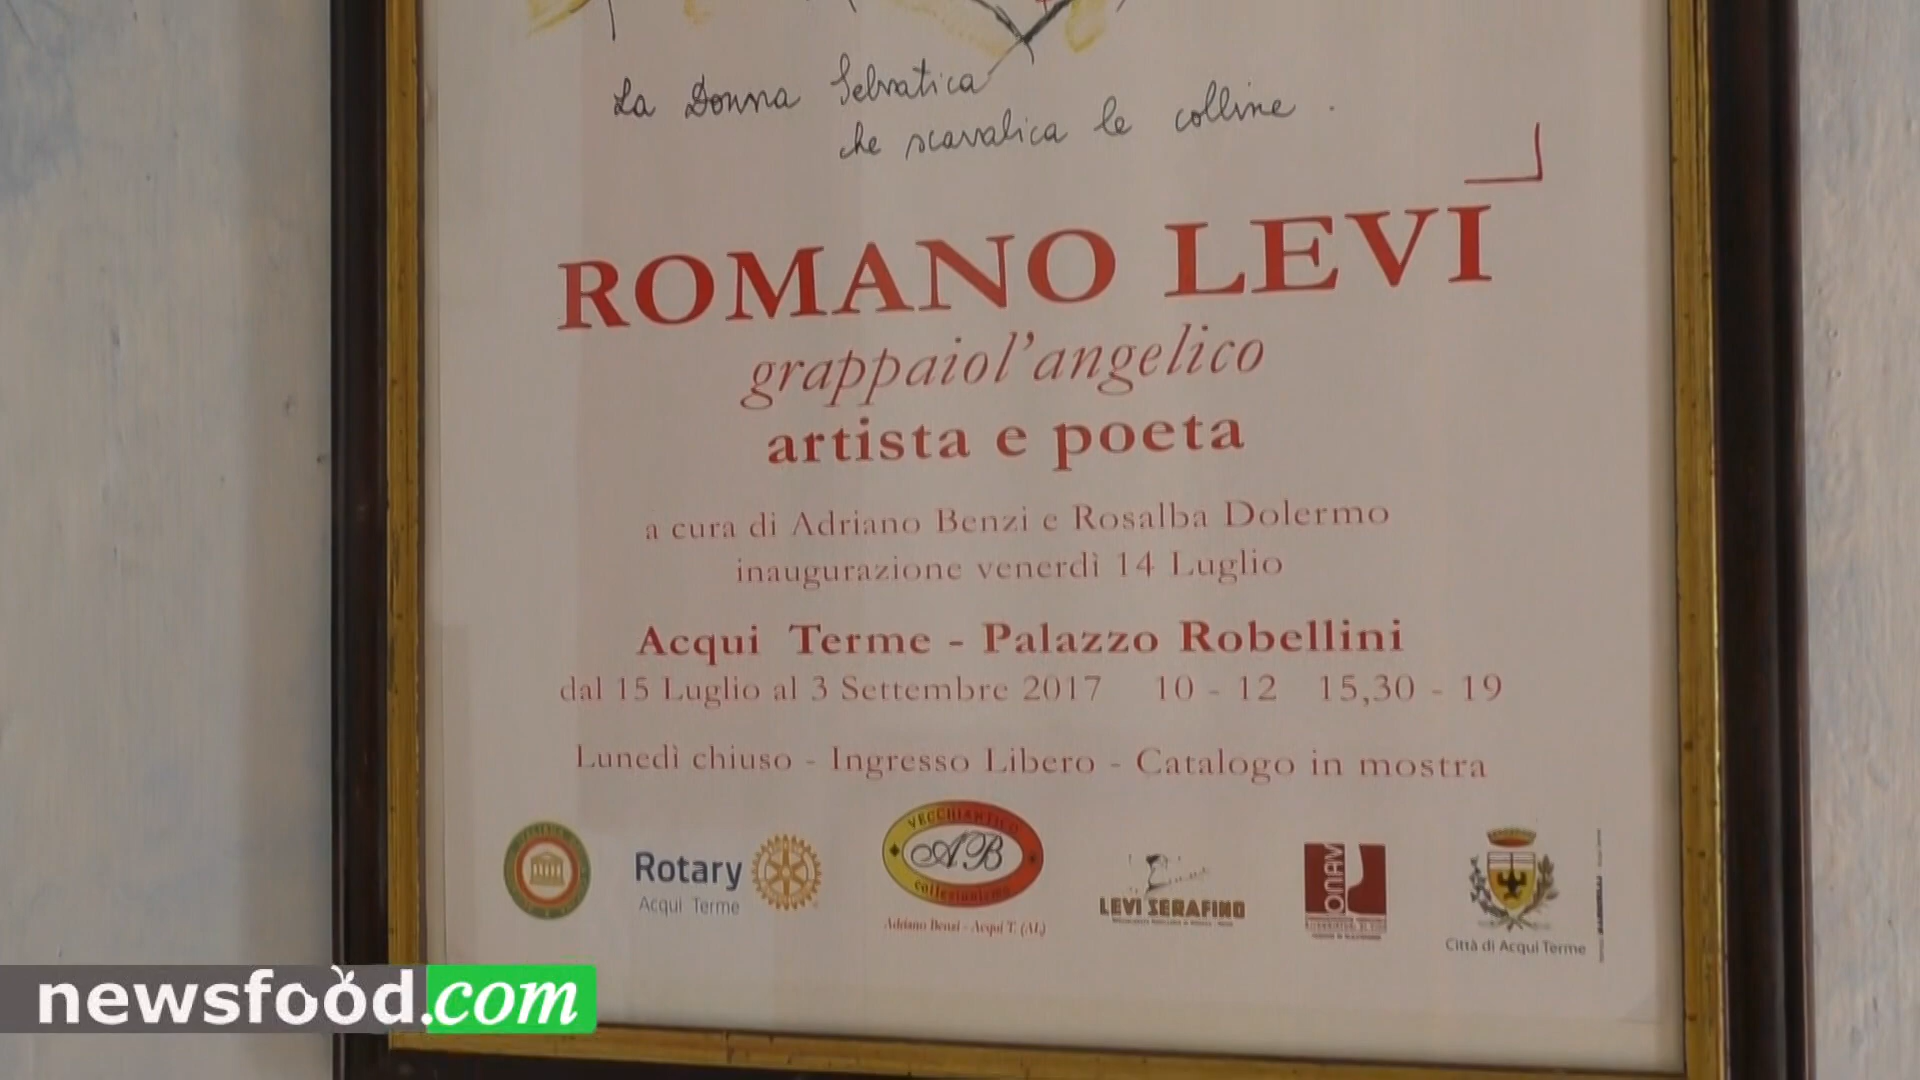 La Donna Selvatica
che scavalica le colline .
ROMANO LEVI
grappaiol'angelico
artista e poeta
a cura di Adriano Benzi e Rosalba Dolermo
inaugurazione venerdì 14 Luglio
Acqui Terme - Palazzo Robellini
dal 15 Luglio al 3 Settembre 2017 10 - 12 15,30 - 19
Lunedì chiuso - Ingresso Libero - Catalogo in mostra
Rotary
Acqui Terme
VECCHIANTICO
AB
collezionismo
Adriano Benzi - Acqui T. (AL)
LEVI SERAFINO
ONAV
Città di Acqui Terme
newsfood.com